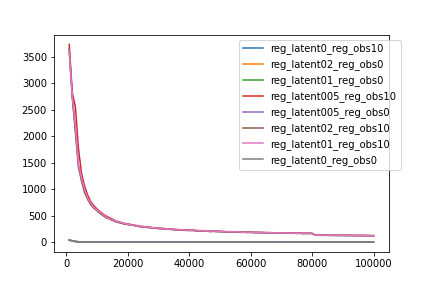 reg_latent0_reg_obs10
reg_latent02_reg_obs0
reg_latent01_reg_obs0
reg_latent005_reg_obs10
reg_latent005_reg_obs0
reg_latent02_reg_obs10
reg_latent01_reg_obs10
reg_latent0_reg_obs0
3500
3000
2500
2000
1500
1000
500
0
0 20000 40000 60000 80000 100000